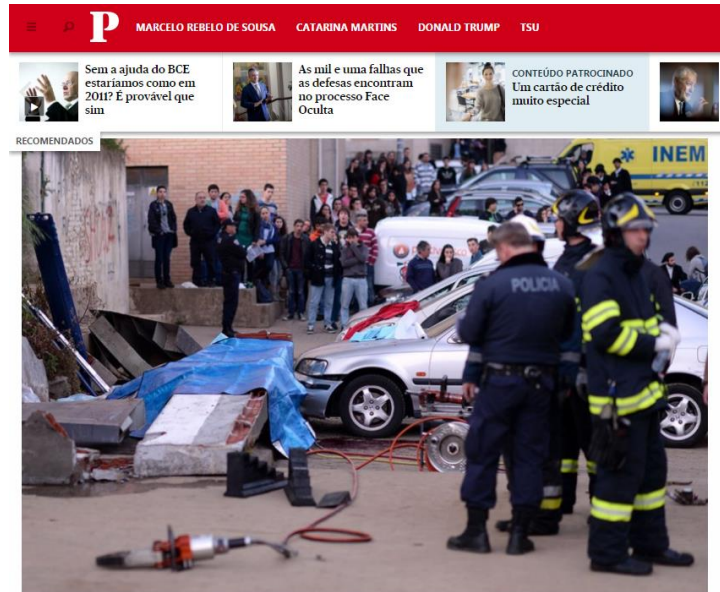 P
MARCELO REBELO DE SOUSA CATARINA MARTINS DONALD TRUMP TSU
Sem a ajuda do BCE
estaríamos como em
2011? É provável que
sim
As mil e uma falhas que
as defesas encontram
no processo Face
Oculta
CONTEÚDO PATROCINADO
Um cartão de crédito
muito especial
RECOMENDADOS
INEM
112
POLICIA